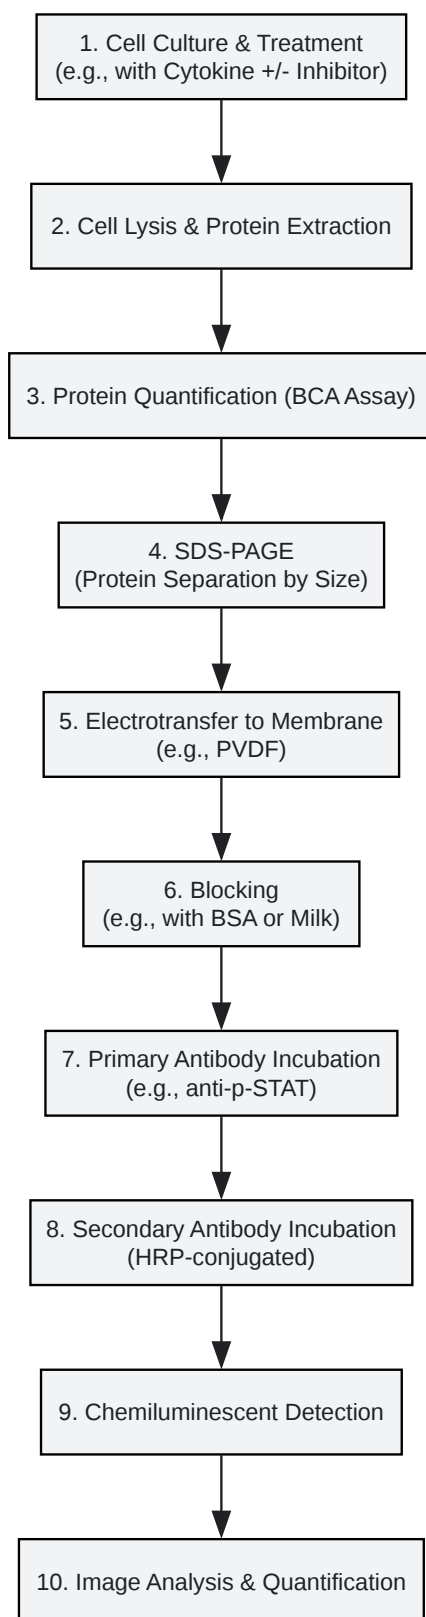 1. Cell Culture & Treatment
(e.g., with Cytokine +/- Inhibitor)
2. Cell Lysis & Protein Extraction
3. Protein Quantification (BCA Assay)
4. SDS-PAGE
(Protein Separation by Size)
5. Electrotransfer to Membrane
(e.g., PVDF)
6. Blocking
(e.g., with BSA or Milk)
7. Primary Antibody Incubation
(e.g., anti-p-STAT)
8. Secondary Antibody Incubation
(HRP-conjugated)
9. Chemiluminescent Detection
10. Image Analysis & Quantification